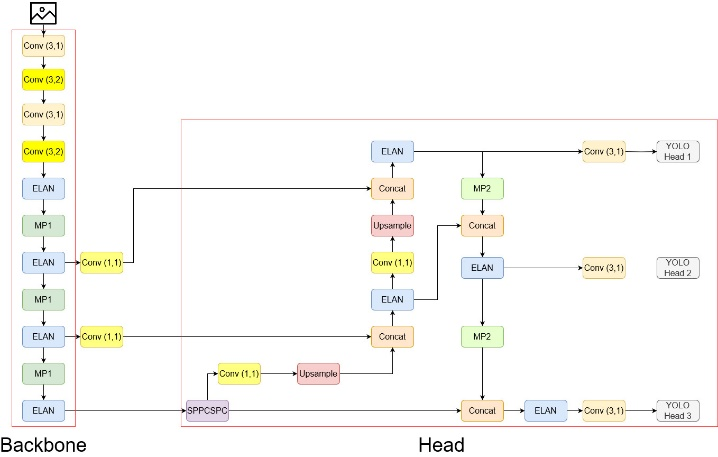 Conv (3,1)
Conv (3,2)
Conv (3,1)
Conv (3,2)
ELAN
MP1
ELAN
Conv (1,1)
MP1
ELAN
Conv (1,1)
MP1
ELAN
Backbone
ELAN
Conv (3,1)
YOLO
Head 1
Concat
MP2
Upsample
Concat
Conv (1,1)
ELAN
Conv (3,1)
YOLO
Head 2
ELAN
Concat
MP2
Conv (1,1)
Upsample
SPPCSPC
Concat
ELAN
Conv (3,1)
YOLO
Head 3
Head